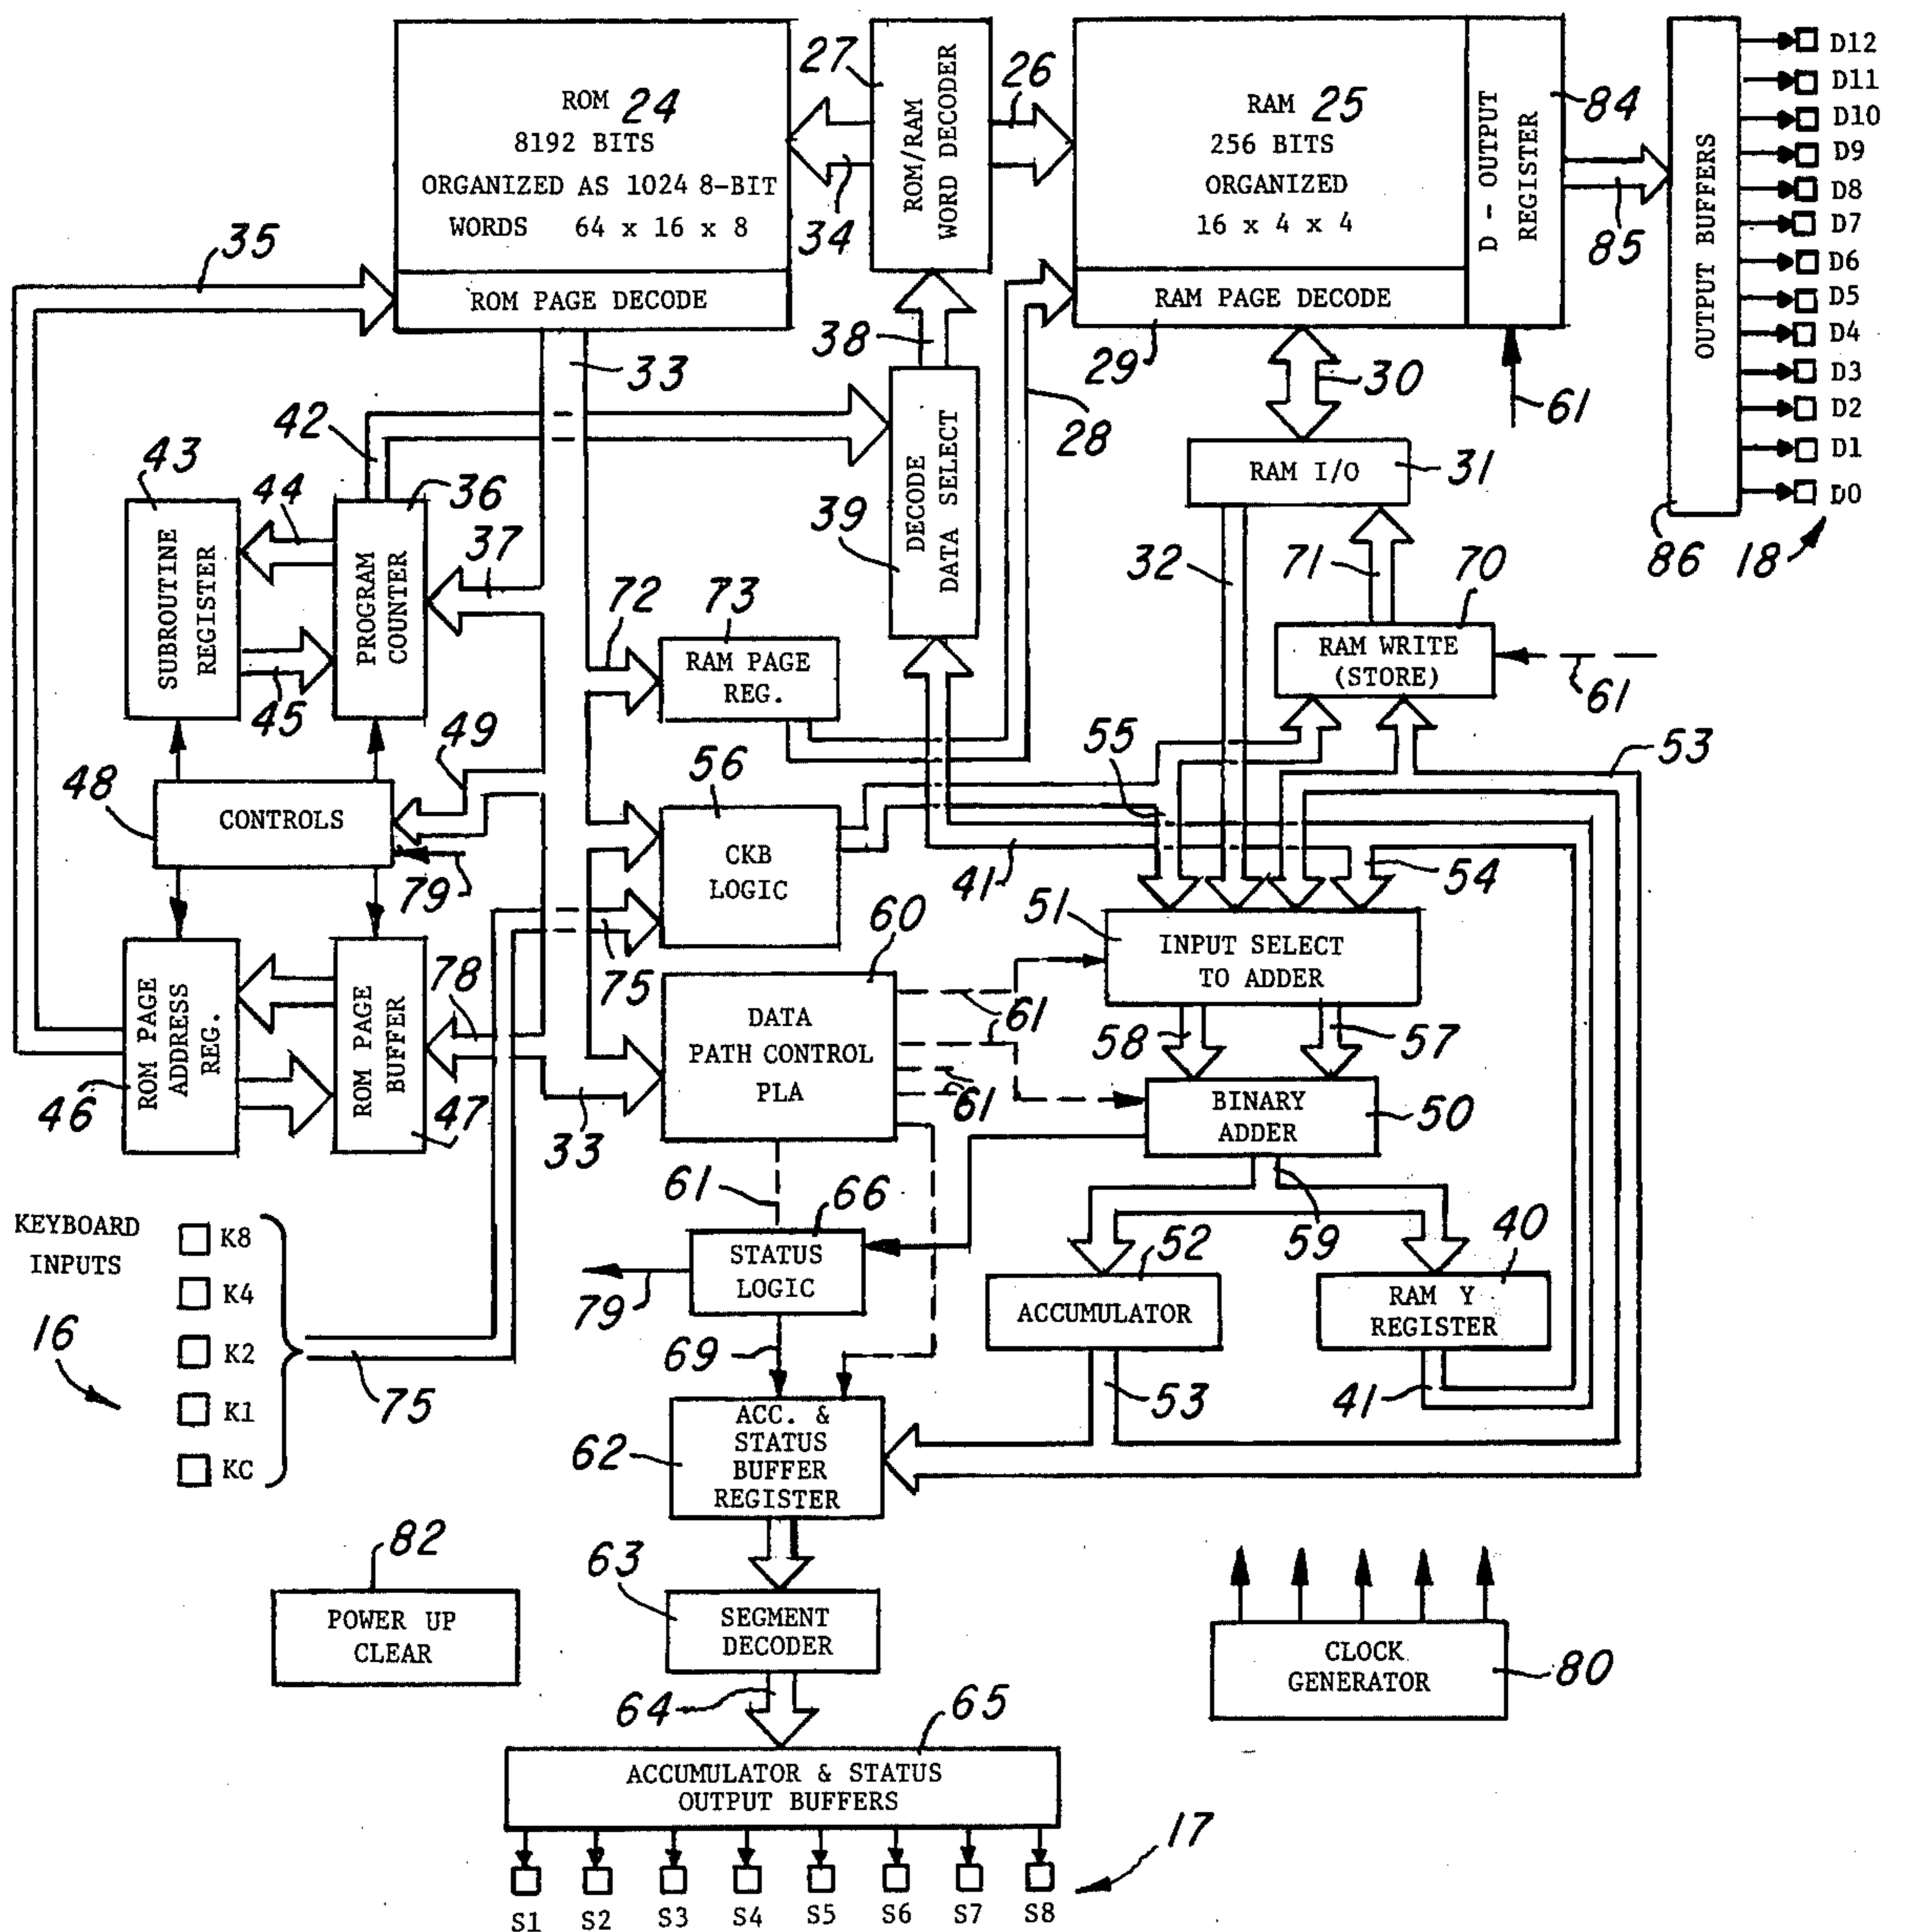 ROM 24
8192 BITS
ORGANIZED AS 1024 8-BIT
WORDS 64 x 16 x 8
ROM PAGE DECODE
27
ROM/RAM
WORD DECODER
26
34
RAM 25
256 BITS
ORGANIZED
16 x 4 x 4
RAM PAGE DECODE
D - OUTPUT
REGISTER
84
85
OUTPUT BUFFERS
86
D12
D11
D10
D9
D8
D7
D6
D5
D4
D3
D2
D1
D0
18
35
33
38
29
30
28
61
42
43
44
36
37
SUBROUTINE
REGISTER
PROGRAM
COUNTER
45
39
DECODE
DATA SELECT
RAM I/O
31
32
71
70
RAM WRITE
(STORE)
61
72
73
RAM PAGE
REG.
49
48
CONTROLS
79
56
CKB
LOGIC
55
53
41
54
51
INPUT SELECT
TO ADDER
75
60
DATA
PATH CONTROL
PLA
61
61
58
57
BINARY
ADDER
50
46
ROM PAGE
ADDRESS
REG.
ROM PAGE
BUFFER
47
78
33
61
66
STATUS
LOGIC
79
69
59
52
ACCUMULATOR
40
RAM Y
REGISTER
53
41
KEYBOARD
INPUTS
16
K8
K4
K2
K1
KC
75
62
ACC. &
STATUS
BUFFER
REGISTER
82
POWER UP
CLEAR
63
SEGMENT
DECODER
64
65
CLOCK
GENERATOR
80
ACCUMULATOR & STATUS
OUTPUT BUFFERS
17
S1 S2 S3 S4 S5 S6 S7 S8